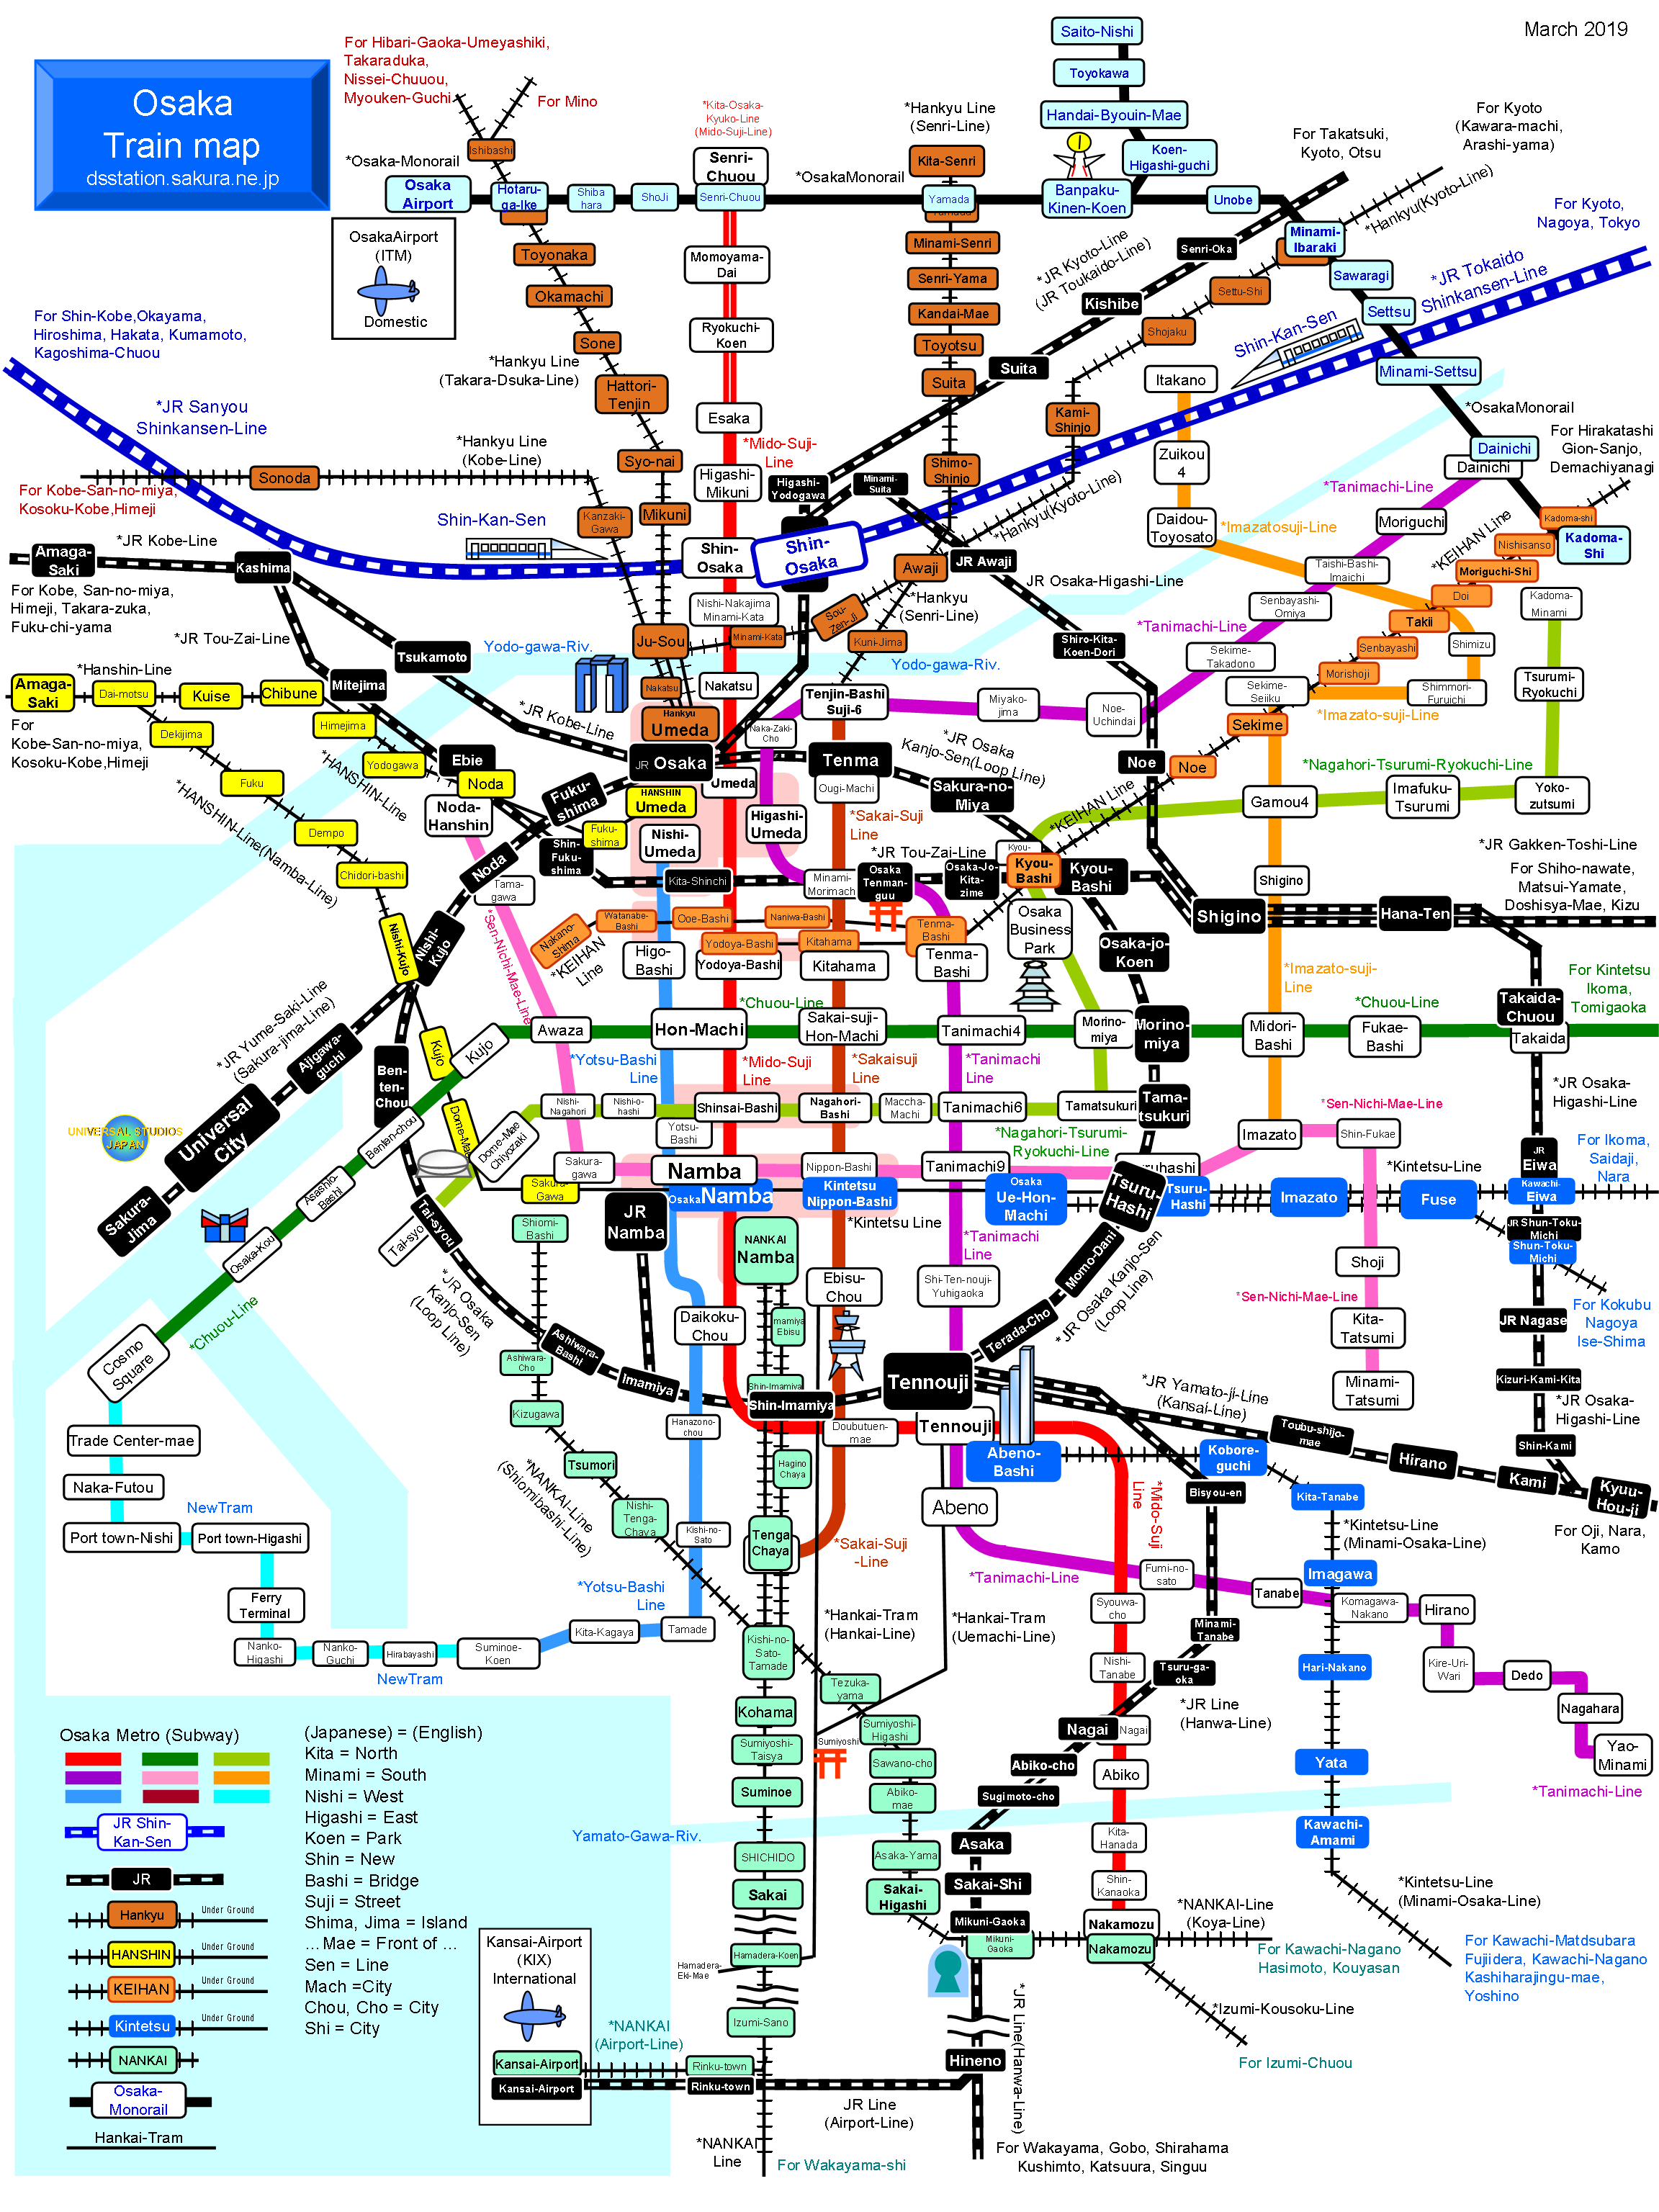 March 2019
Osaka
Train map
dsstation.sakura.ne.jp
For Hibari-Gaoka-Umeyashiki,
Takaraduka,
Nissei-Chuuou,
Myouken-Guchi
For Mino
Ishibashi
*Osaka-Monorail
Osaka
Airport
Hotaru-
ga-Ike
Shiba
hara
ShoJi
Senri-Chuou
*Kita-Osaka-
Kyuko-Line
(Mido-Suji-Line)
Senri-
Chuou
*OsakaMonorail
*Hankyu Line
(Senri-Line)
Kita-Senri
Yamada
Saito-Nishi
Toyokawa
Handai-Byouin-Mae
Koen-
Higashi-guchi
Banpaku-
Kinen-Koen
Unobe
For Takatsuki,
Kyoto, Otsu
For Kyoto
(Kawara-machi,
Arashi-yama)
*Hankyu(Kyoto-Line)
For Kyoto,
Nagoya, Tokyo
Minami-
Ibaraki
OsakaAirport
(ITM)
Domestic
Toyonaka
Okamachi
Sone
Hattori-
Tenjin
*Hankyu Line
(Takara-Dsuka-Line)
Momoyama-
Dai
Ryokuchi-
Koen
Esaka
Minami-Senri
Senri-Yama
Kandai-Mae
Toyotsu
Suita
*JR Kyoto-Line
(JR Toukaido-Line)
Senri-Oka
Kishibe
Suita
Settu-Shi
Shojaku
Kami-
Shinjo
Sawaragi
Settsu
Minami-Settsu
*JR Tokaido
Shinkansen-Line
Shin-Kan-Sen
For Shin-Kobe,Okayama,
Hiroshima, Hakata, Kumamoto,
Kagoshima-Chuou
*JR Sanyou
Shinkansen-Line
*Hankyu Line
(Kobe-Line)
Sonoda
For Kobe-San-no-miya,
Kosoku-Kobe,Himeji
Syo-nai
Kanzaki-
Gawa
Mikuni
*Mido-Suji-
Line
Higashi-
Mikuni
Higashi-
Yodogawa
Minami-
Suita
Shimo-
Shinjo
*Hankyu(Kyoto-Line)
Itakano
Zuikou
4
Daidou-
Toyosato
*Imazatosuji-Line
*OsakaMonorail
Dainichi
Dainichi
For Hirakatashi
Gion-Sanjo,
Demachiyanagi
*Tanimachi-Line
Moriguchi
Kadoma-shi
Kadoma-
Shi
Nishisanso
Moriguchi-Shi
*KEIHAN Line
Shin-Kan-Sen
Shin-
Osaka
Shin-
Osaka
Awaji
JR Awaji
Amaga-
Saki
*JR Kobe-Line
Kashima
For Kobe, San-no-miya,
Himeji, Takara-zuka,
Fuku-chi-yama
*JR Tou-Zai-Line
Tsukamoto
Mitejima
Yodo-gawa-Riv.
Nishi-Nakajima
Minami-Kata
Ju-Sou
Minami-Kata
Sou-
Zen-Ji
*Hankyu
(Senri-Line)
Kuni-Jima
Yodo-gawa-Riv.
JR Osaka-Higashi-Line
Taishi-Bashi-
Imaichi
Senbayashi-
Omiya
*Tanimachi-Line
Sekime-
Takadono
Shiro-Kita-
Koen-Dori
Doi
Takii
Senbayashi
Morishoji
Shimizu
Kadoma-
Minami
Tsurumi-
Ryokuchi
Amaga-
Saki
*Hanshin-Line
Dai-motsu
Kuise
Chibune
For
Kobe-San-no-miya,
Kosoku-Kobe,Himeji
Dekijima
Himejima
Yodogawa
Fuku
*HANSHIN-Line
*JR Kobe-Line
Nakatsu
Nakatsu
Hankyu
Umeda
Tenjin-Bashi
Suji-6
Naka-Zaki-
Cho
Miyako-
jima
Noe-
Uchindai
Sekime-
Seiiku
Shimmori-
Furuichi
*Imazato-suji-Line
Sekime
Noe
Noe
*Nagahori-Tsurumi-Ryokuchi-Line
Ebie
Noda
Noda-
Hanshin
Fuku-
shima
JR Osaka
Umeda
HANSHIN
Umeda
Tenma
Ougi-Machi
*JR Osaka
Kanjo-Sen(Loop Line)
Sakura-no-
Miya
*KEIHAN Line
Gamou4
Imafuku-
Tsurumi
Yoko-
zutsumi
Dempo
Chidori-bashi
*HANSHIN-Line(Namba-Line)
Noda
Shin-
Fuku-
shima
Fuku-
shima
Nishi-
Umeda
Higashi-
Umeda
*Sakai-Suji
Line
*JR Tou-Zai-Line
Kita-Shinchi
Minami-
Osaka
Tenman-
guu
Osaka-Jo-
Kita-
zime
Kyou-
Kyou-
Bashi
Kyou-
Bashi
Shigino
Shigino
Hana-Ten
*JR Gakken-Toshi-Line
For Shiho-nawate,
Matsui-Yamate,
Doshisya-Mae, Kizu
Tama-
gawa
*Sen-Nichi-Mae-Line
Nakano-
Shima
*KEIHAN
Line
Watanabe-
Bashi
Ooe-Bashi
Naniwa-Bashi
Yodoya-Bashi
Kitahama
Tenma-
Bashi
Higo-
Bashi
Yodoya-Bashi
Kitahama
Tenma-
Bashi
Osaka
Business
Park
Osaka-jo-
Koen
*Imazato-suji-
Line
Nishi-Kujo
Nishi-
Kujo
*JR Yume-Saki-Line
(Sakura-jima-Line)
Ajigawa-
guchi
Universal
City
Sakura-
Jima
UNIVERSAL STUDIOS
JAPAN
Ben-
ten-
Chou
Kujo
Kujo
Awaza
Hon-Machi
*Chuou-Line
Sakai-suji-
Hon-Machi
Tanimachi4
Morino-
miya
Morino-
miya
Midori-
Bashi
Fukae-
Bashi
*Chuou-Line
Takaida-
Chuou
Takaida
For Kintetsu
Ikoma,
Tomigaoka
*Yotsu-Bashi
Line
*Mido-Suji
Line
*Sakaisuji
Line
*Tanimachi
Line
*JR Osaka-
Higashi-Line
Benten-chou
Dome-Mae
Chiyozaki
Nishi-
Nagahori
Nishi-o-
hashi
Yotsu-
Bashi
Shinsai-Bashi
Nagahori-
Bashi
Maccha-
Machi
Tanimachi6
Tamatsukuri
Tama-
tsukuri
*Nagahori-Tsurumi-
Ryokuchi-Line
Imazato
*Sen-Nichi-Mae-Line
Shin-Fukae
Asashio-
Bashi
Osaka-Kou
Cosmo
Square
*Chuou-Line
Sakura-
gawa
Sakura-
Gawa
Namba
Osaka Namba
Nippon-Bashi
Kintetsu
Nippon-Bashi
*Kintetsu Line
Tanimachi9
Osaka
Ue-Hon-
Machi
Tsuru-
Hashi
Tsuru-
Hashi
Imazato
*Kintetsu-Line
Fuse
JR
Eiwa
Kawachi-
Eiwa
For Ikoma,
Saidaji,
Nara
JR Shun-Toku-
Michi
Shun-Toku-
Michi
For Kokubu
Nagoya
Ise-Shima
Tai-syou
Tai-syo
*JR Osaka
Kanjo-Sen
(Loop Line)
Shiomi-
Bashi
JR
Namba
NANKAI
Namba
Ebisu-
Chou
*Tanimachi
Line
Shi-Ten-nouji-
Yuhigaoka
Momo-Dani
*JR Osaka Kanjo-Sen
(Loop Line)
Terada-Cho
Shoji
*Sen-Nichi-Mae-Line
Kita-
Tatsumi
Minami-
Tatsumi
JR Nagase
Kizuri-Kami-Kita
*JR Osaka-
Higashi-Line
Shin-Kami
Daikoku-
Chou
Imamiya
Ebisu
Ashiwara-
Cho
Ashiwara-
Bashi
Imamiya
Shin-Imamiya
Shin-Imamiya
Tennouji
Tennouji
Abeno-
Bashi
Doubutuen-
mae
*JR Yamato-ji-Line
(Kansai-Line)
Toubu-shijo-
mae
Hirano
Kami
Kyuu-
Hou-ji
For Oji, Nara,
Kamo
Trade Center-mae
Naka-Futou
NewTram
Port town-Nishi
Port town-Higashi
Ferry
Terminal
Nanko-
Higashi
Nanko-
Guchi
Hirabayashi
NewTram
Suminoe-
Koen
Kita-Kagaya
Tamade
Kizugawa
Tsumori
*NANKAI-Line
(Shiomibashi-Line)
Nishi-
Tenga-
Chaya
Hanazono-
chou
Kishi-no-
Sato
*Yotsu-Bashi
Line
Hagino
Chaya
Tenga
Chaya
*Sakai-Suji
-Line
Abeno
*Mido-Suji
Line
Kobore-
guchi
Bisyou-en
Kita-Tanabe
*Kintetsu-Line
(Minami-Osaka-Line)
Imagawa
*Tanimachi-Line
Fumi-no-
sato
Tanabe
Komagawa-
Nakano
Hirano
Kire-Uri-
Wari
Dedo
Nagahara
Yao-
Minami
*Tanimachi-Line
*Hankai-Tram
(Hankai-Line)
*Hankai-Tram
(Uemachi-Line)
Syouwa-
cho
Minami-
Tanabe
Nishi-
Tanabe
Tsuru-ga-
oka
*JR Line
(Hanwa-Line)
Hari-Nakano
Yata
Kawachi-
Amami
Kishi-no-
Sato-
Tamade
Tezuka-
yama
Kohama
Sumiyoshi-
Taisya
Sumiyoshi
Sumiyoshi-
Higashi
Sawano-cho
Abiko-
mae
Suminoe
Nagai
Nagai
Abiko-cho
Abiko
Sugimoto-cho
Yamato-Gawa-Riv.
SHICHIDO
Sakai
Asaka-Yama
Sakai-
Higashi
Asaka
Sakai-Shi
Mikuni-Gaoka
Mikuni-
Gaoka
Kita-
Hanada
Shin-
Kanaoka
Nakamozu
Nakamozu
*NANKAI-Line
(Koya-Line)
For Kawachi-Nagano
Hasimoto, Kouyasan
*Kintetsu-Line
(Minami-Osaka-Line)
For Kawachi-Matdsubara
Fujiidera, Kawachi-Nagano
Kashiharajingu-mae,
Yoshino
*Izumi-Kousoku-Line
For Izumi-Chuou
Hamadera-Koen
Hamadera-
Eki-Mae
Izumi-Sano
*JR Line(Hanwa-Line)
Hineno
Kansai-Airport
(KIX)
International
Kansai-Airport
Kansai-Airport
*NANKAI
(Airport-Line)
Rinku-town
Rinku-town
JR Line
(Airport-Line)
*NANKAI
Line
For Wakayama-shi
For Wakayama, Gobo, Shirahama
Kushimto, Katsuura, Singuu
Osaka Metro (Subway)
JR Shin-
Kan-Sen
JR
Hankyu
Under Ground
HANSHIN
Under Ground
KEIHAN
Under Ground
Kintetsu
Under Ground
NANKAI
Osaka-
Monorail
Hankai-Tram
(Japanese) = (English)
Kita = North
Minami = South
Nishi = West
Higashi = East
Koen = Park
Shin = New
Bashi = Bridge
Suji = Street
Shima, Jima = Island
...Mae = Front of ...
Sen = Line
Mach =City
Chou, Cho = City
Shi = City